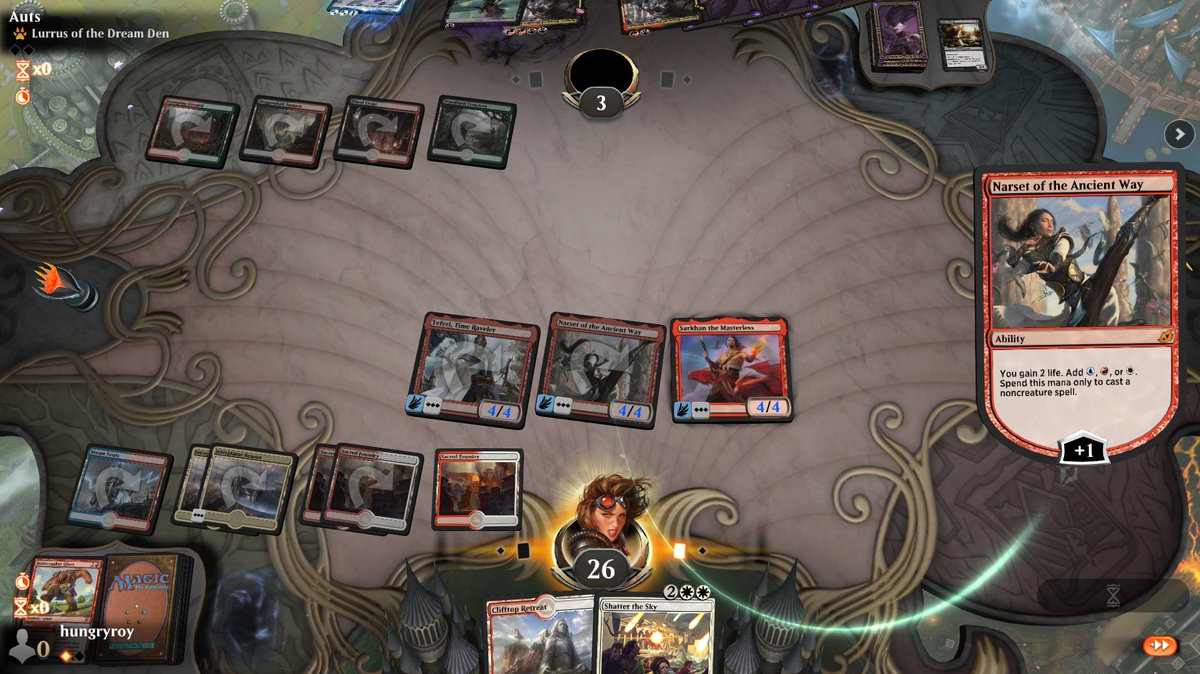 Auts
Lurrus of the Dream Den
x0
3
Narset of the Ancient Way
Ability
You gain 2 life. Add , , or .
Spend this mana only to cast a
noncreature spell.
+1
Teferi, Time Raveler
4/4
Narset of the Ancient Way
4/4
Sarkhan the Masterless
4/4
Steam Vents
Sacred Foundry
Sacred Foundry
26
Bonecrusher Giant
MAGIC
x0
hungryroy
0
Clifftop Retreat
2
Shatter the Sky